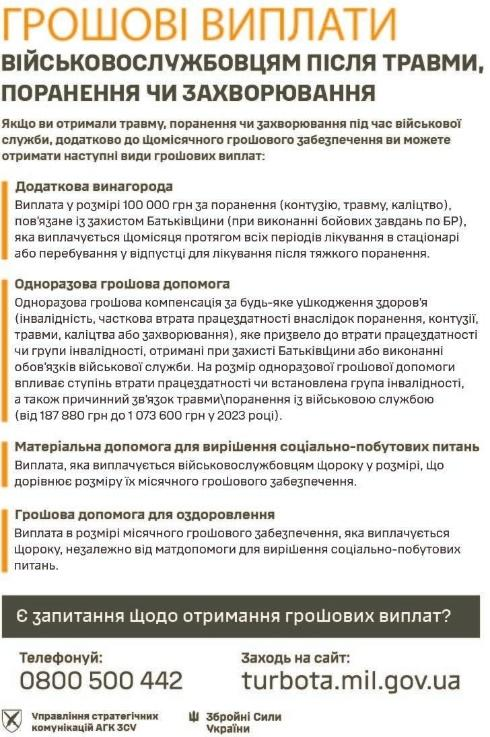 ГРОШОВІ ВИПЛАТИ
ВІЙСЬКОВОСЛУЖБОВЦЯМ ПІСЛЯ ТРАВМИ,
ПОРАНЕННЯ ЧИ ЗАХВОРЮВАННЯ
Якщо ви отримали травму, поранення чи захворювання під час військової
служби, додатково до щомісячного грошового забезпечення ви можете
отримати наступні види грошових виплат:
Додаткова винагорода
Виплата у розмірі 100 000 грн за поранення (контузію, травму, каліцтво),
пов’язане із захистом Батьківщини (при виконанні бойових завдань по БР),
яка виплачується щомісяця протягом всіх періодів лікування в стаціонарі
або перебування у відпустці для лікування після тяжкого поранення.
Одноразова грошова допомога
Одноразова грошова компенсація за будь-яке ушкодження здоров’я
(інвалідність, часткова втрата працездатності внаслідок поранення, контузії,
травми, каліцтва або захворювання), яке призвело до втрати працездатності
чи групи інвалідності, отримані при захисті Батьківщини або виконанні
обов’язків військової служби. На розмір одноразової грошової допомоги
впливає ступінь втрати працездатності чи встановлена група інвалідності,
а також причинний зв’язок травми\поранення із військовою службою
(від 187 880 грн до 1 073 600 грн у 2023 році).
Матеріальна допомога для вирішення соціально-побутових питань
Виплата, яка виплачується військовослужбовцям щороку у розмірі, що
дорівнює розміру їх місячного грошового забезпечення.
Грошова допомога для оздоровлення
Виплата в розмірі місячного грошового забезпечення, яка виплачується
щороку, незалежно від матдопомоги для вирішення соціально-побутових
питань.
Є запитання щодо отримання грошових виплат?
Телефонуй:
0800 500 442
Заходь на сайт:
turbota.mil.gov.ua
Управління стратегічних
комунікацій АГК ЗСУ
Збройні Сили
України